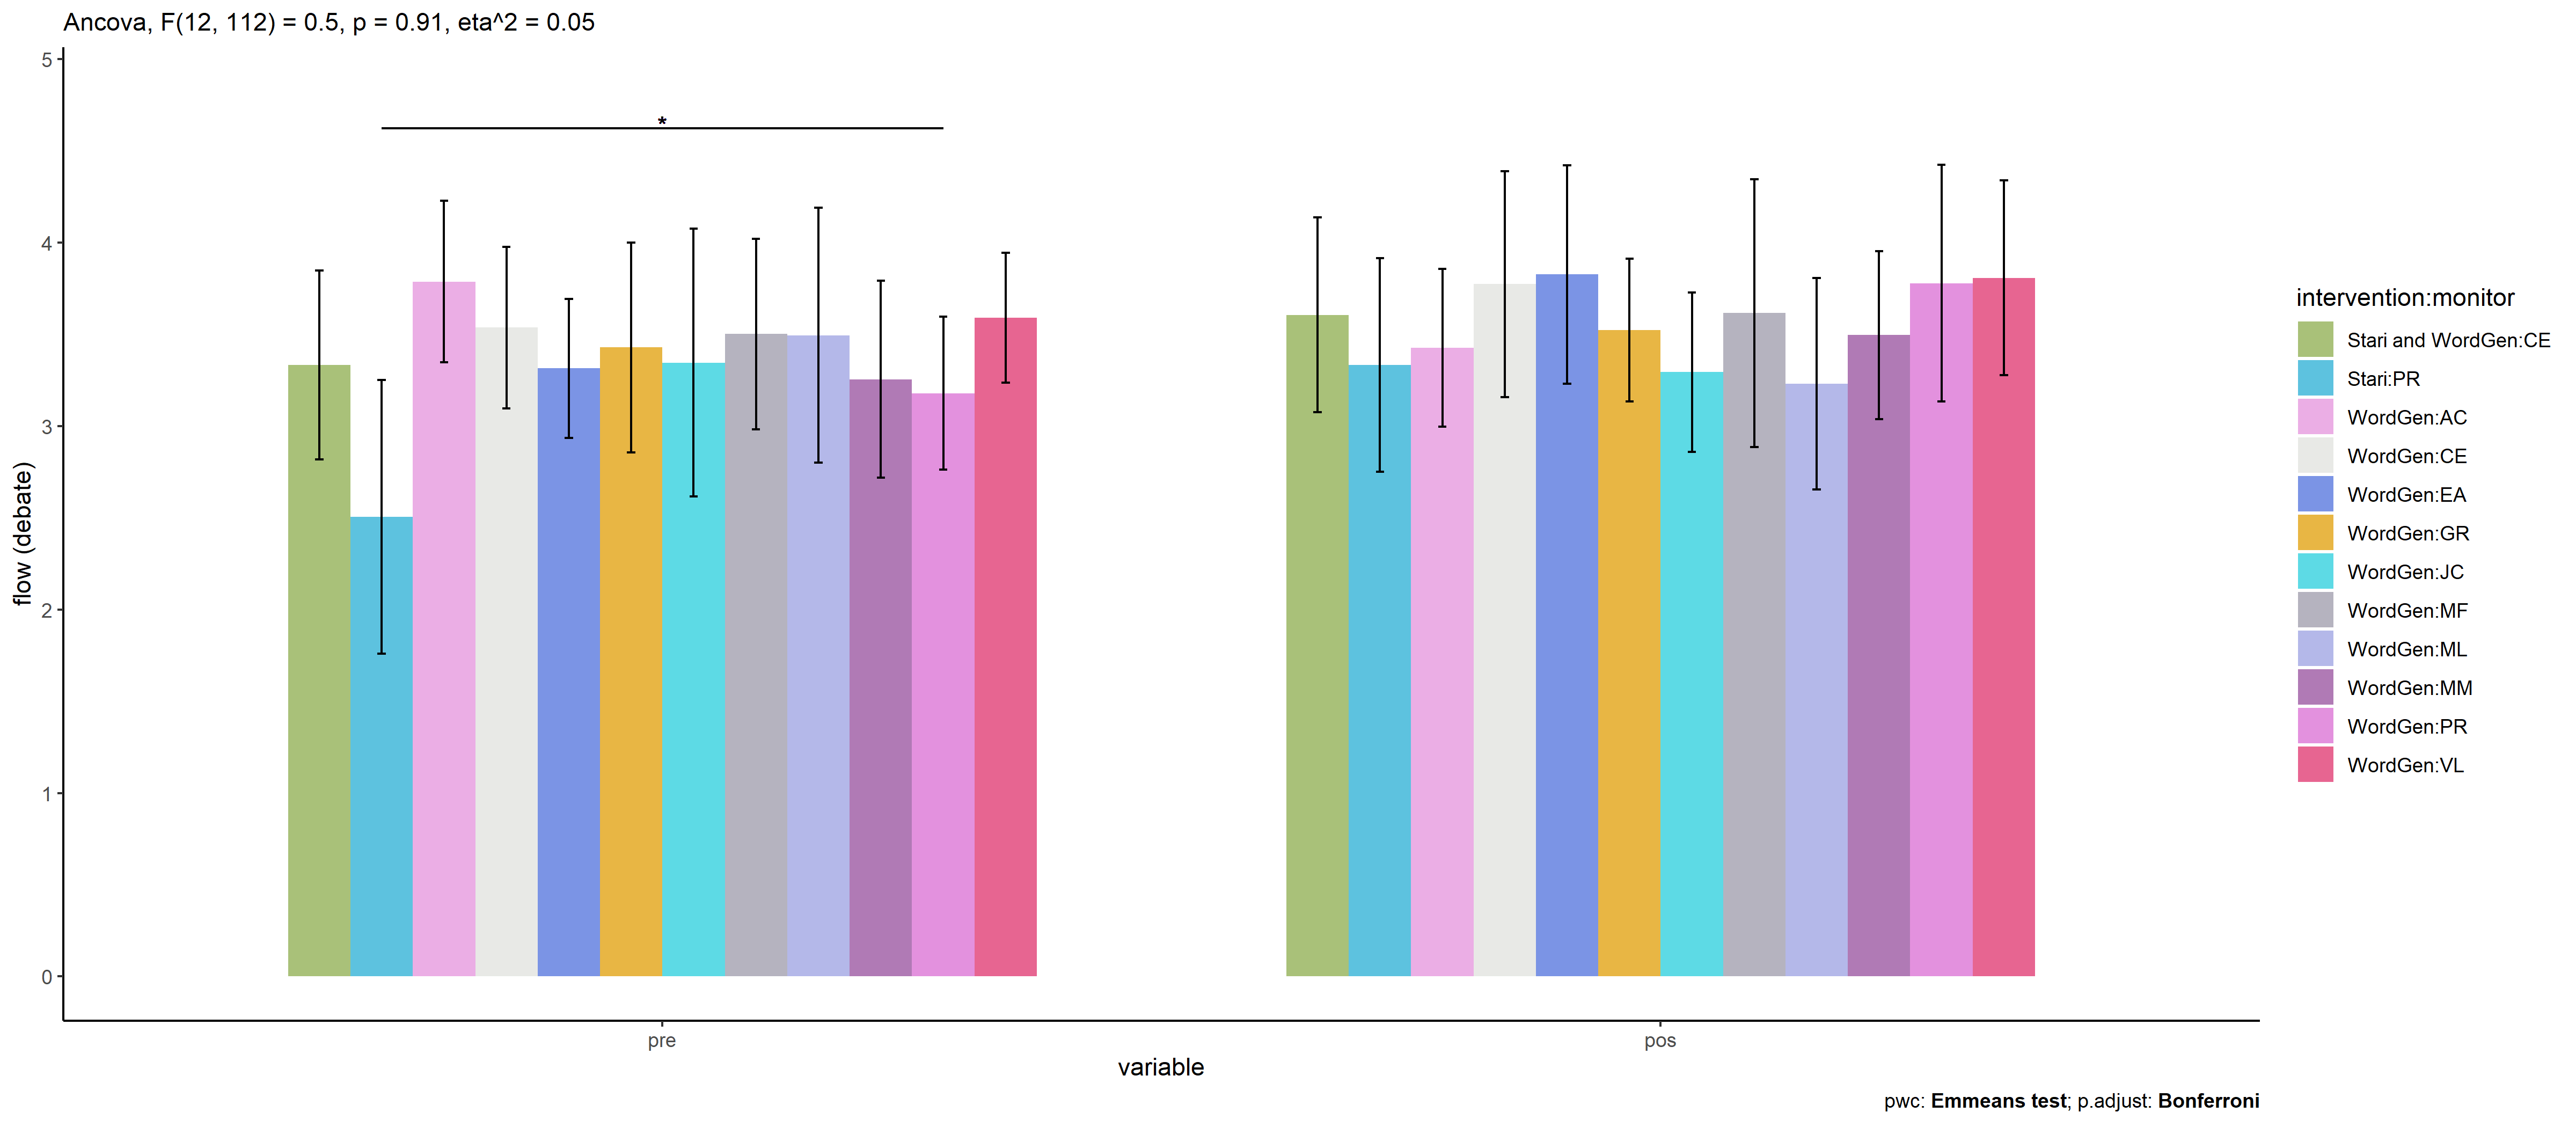 Ancova, F(12, 112) = 0.5, p = 0.91, eta^2 = 0.05
5
4
3
2
1
0
flow (debate)
*
pre
pos
variable
intervention:monitor
Stari and WordGen:CE
Stari:PR
WordGen:AC
WordGen:CE
WordGen:EA
WordGen:GR
WordGen:JC
WordGen:MF
WordGen:ML
WordGen:MM
WordGen:PR
WordGen:VL
pwc: Emmeans test; p.adjust: Bonferroni